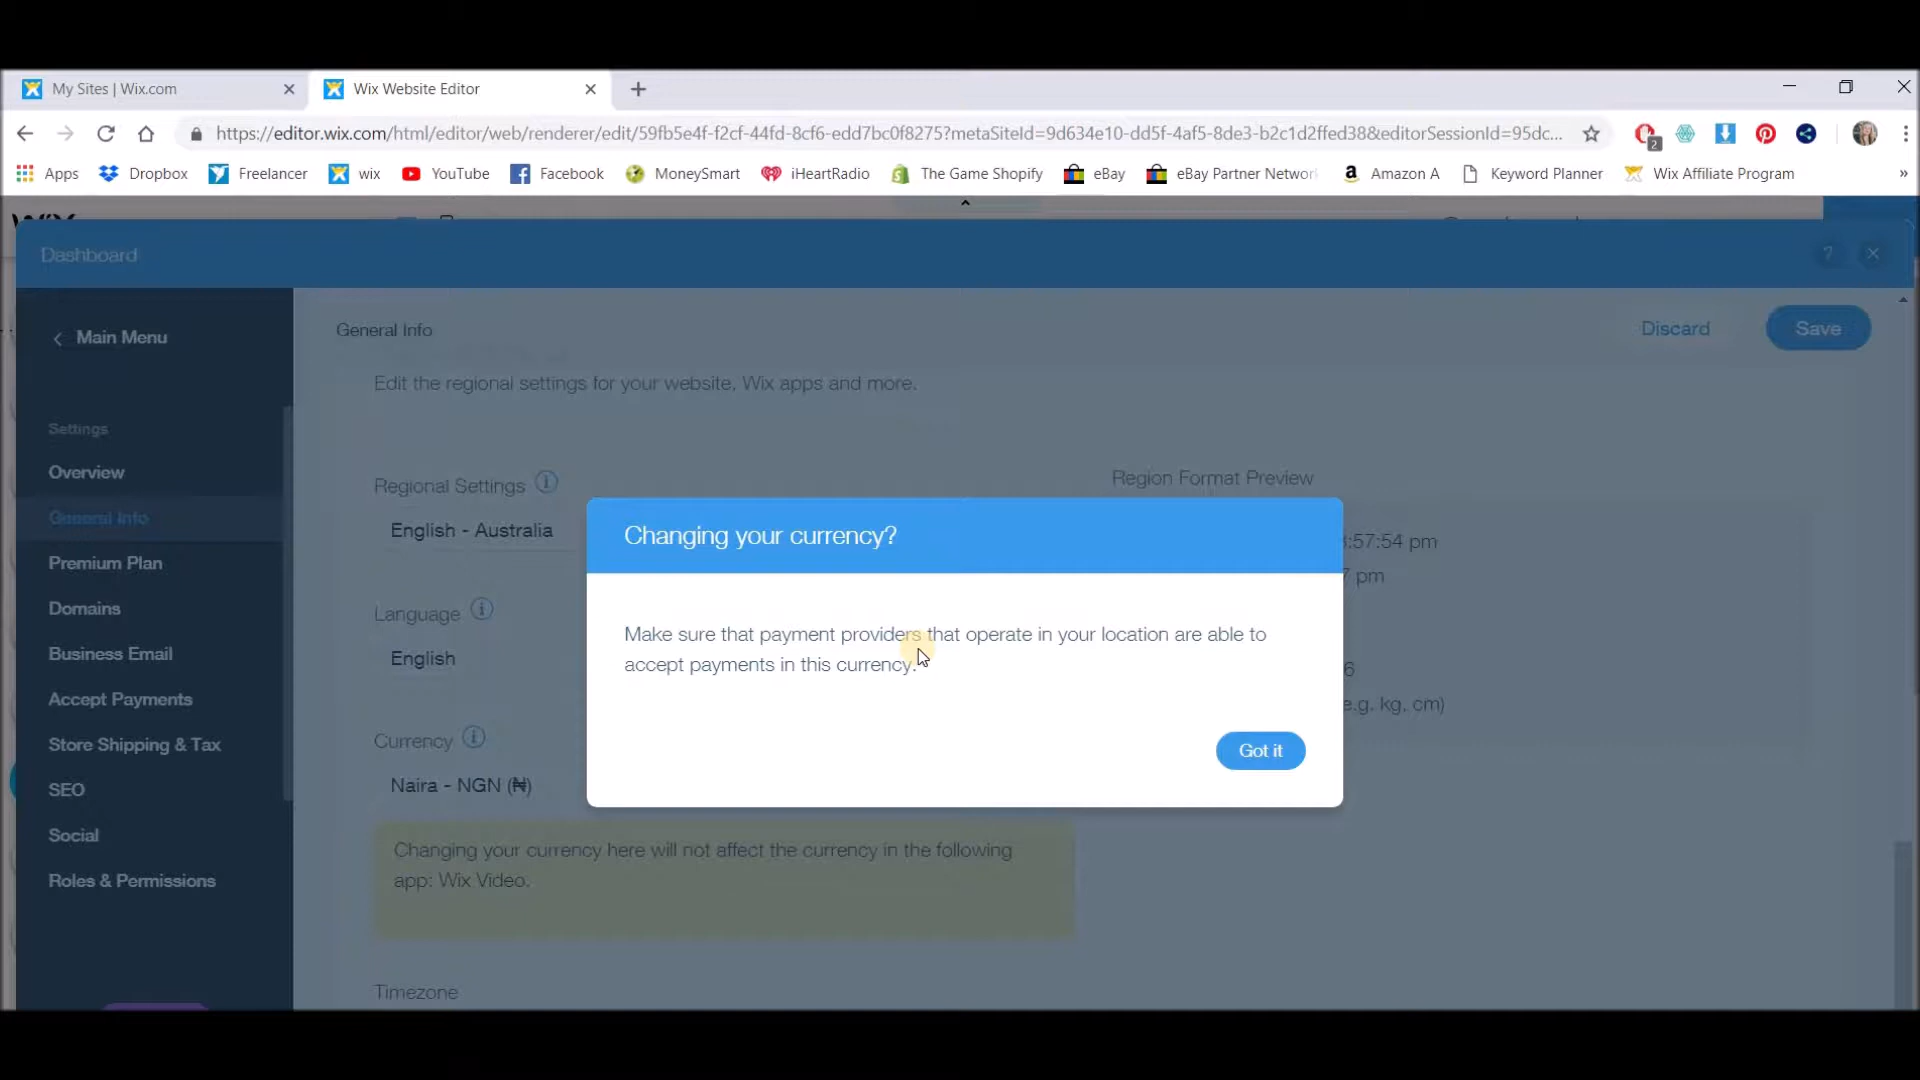 My Sites | Wix.com
Wix Website Editor
https://editor.wix.com/html/editor/web/renderer/edit/59fb5e4f-f2cf-44fd-8cf6-edd7bc0f8275?metaSiteId=9d634e10-dd5f-4af5-8de3-b2c1d2ffed38&editorSessionId=95dc...
2
Apps
Dropbox
Freelancer
wix
YouTube
Facebook
MoneySmart
iHeartRadio
The Game Shopify
eBay
eBay Partner Network
Amazon A
Keyword Planner
Wix Affiliate Program
»
WiX
Dashboard
?
Main Menu
General Info
Discard
Save
Edit the regional settings for your website, Wix apps and more.
Settings
Overview
General Info
Premium Plan
Domains
Business Email
Accept Payments
Store Shipping & Tax
SEO
Social
Roles & Permissions
Regional Settings
English - Australia
Language
English
Currency
Naira - NGN (₦)
Changing your currency here will not affect the currency in the following
app: Wix Video.
Timezone
Region Format Preview
:57:54 pm
7 pm
6
e.g. kg, cm)
Changing your currency?
Make sure that payment providers that operate in your location are able to
accept payments in this currency.
Got it